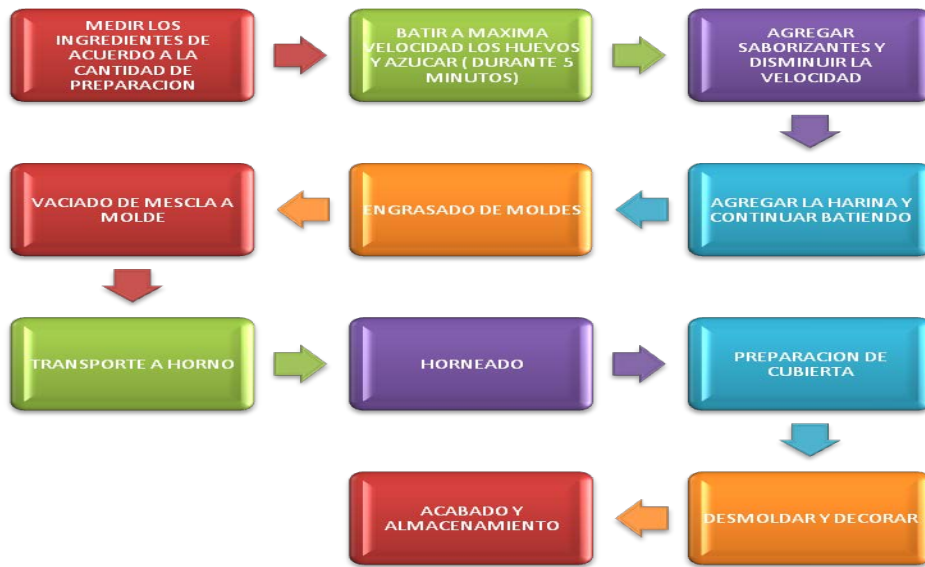 MEDIR LOS
INGREDIENTES DE
ACUERDO A LA
CANTIDAD DE
PREPARACION
BATIR A MAXIMA
VELOCIDAD LOS HUEVOS
Y AZUCAR ( DURANTE 5
MINUTOS)
AGREGAR
SABORIZANTES Y
DISMINUIR LA
VELOCIDAD
AGREGAR LA HARINA Y
CONTINUAR BATIENDO
ENGRASADO DE MOLDES
VACIADO DE MESCLA A
MOLDE
TRANSPORTE A HORNO
HORNEADO
PREPARACION DE
CUBIERTA
DESMOLDAR Y DECORAR
ACABADO Y
ALMACENAMIENTO